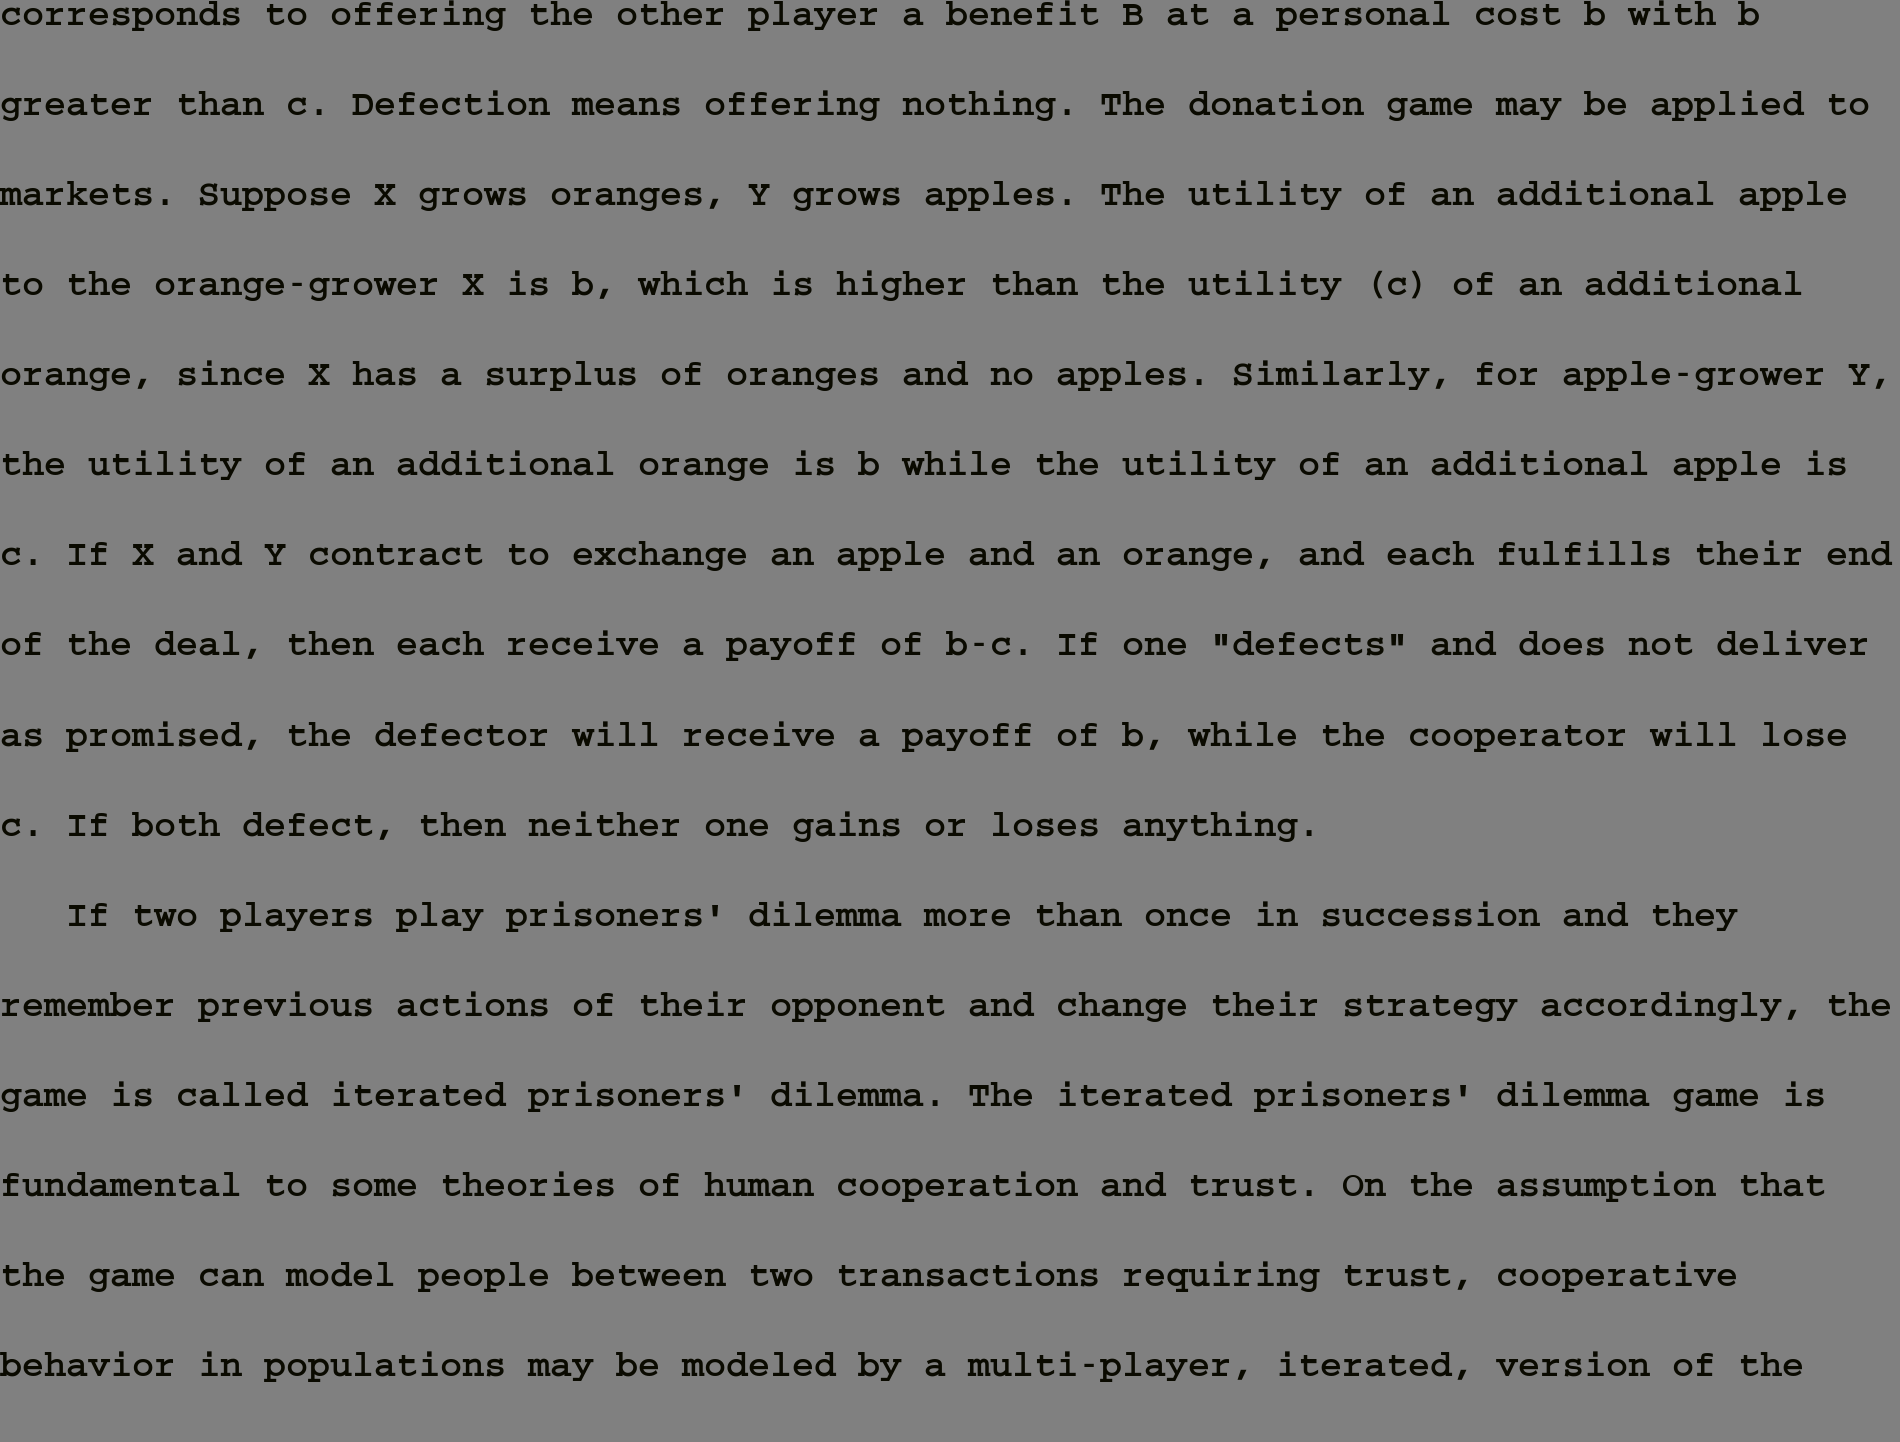 corresponds to offering the other player a benefit B at a personal cost b with b
greater than c. Defection means offering nothing. The donation game may be applied to
markets. Suppose X grows oranges, Y grows apples. The utility of an additional apple
to the orange-grower X is b, which is higher than the utility (c) of an additional
orange, since X has a surplus of oranges and no apples. Similarly, for apple-grower Y,
the utility of an additional orange is b while the utility of an additional apple is
c. If X and Y contract to exchange an apple and an orange, and each fulfills their end
of the deal, then each receive a payoff of b-c. If one "defects" and does not deliver
as promised, the defector will receive a payoff of b, while the cooperator will lose
c. If both defect, then neither one gains or loses anything.
If two players play prisoners' dilemma more than once in succession and they
remember previous actions of their opponent and change their strategy accordingly, the
game is called iterated prisoners' dilemma. The iterated prisoners' dilemma game is
fundamental to some theories of human cooperation and trust. On the assumption that
the game can model people between two transactions requiring trust, cooperative
behavior in populations may be modeled by a multi-player, iterated, version of the